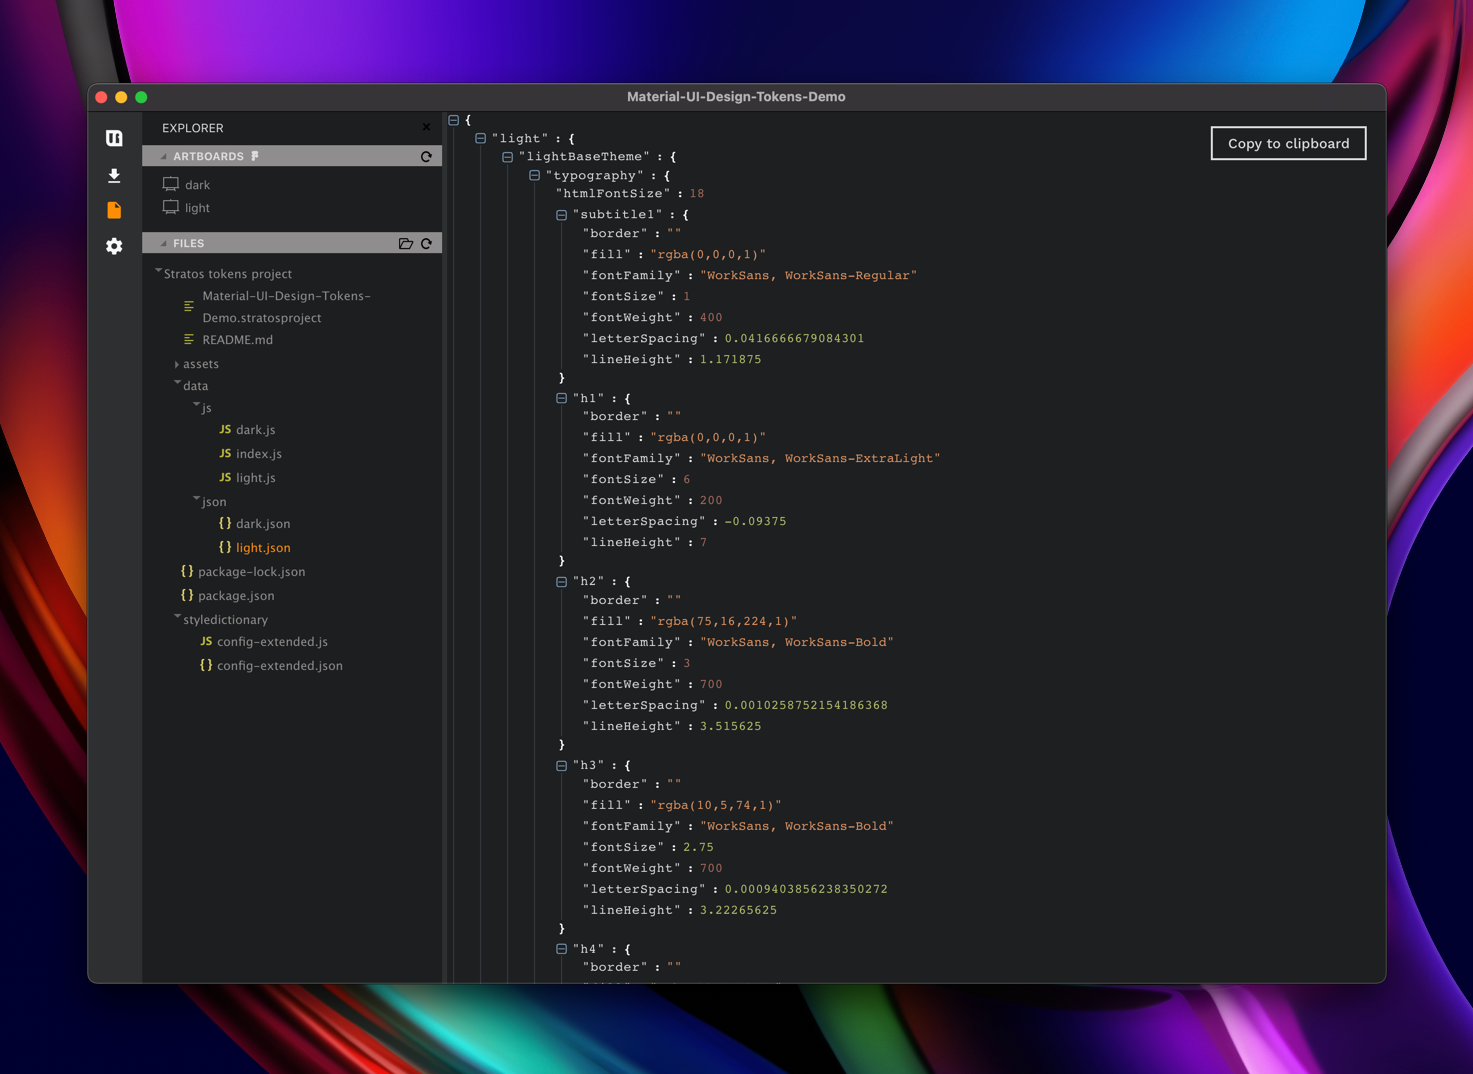 Material-UI-Design-Tokens-Demo
EXPLORER
ARTBOARDS
dark
light
FILES
Stratos tokens project
Material-UI-Design-Tokens-
Demo.stratosproject
README.md
assets
data
js
JS dark.js
JS index.js
JS light.js
json
{} dark.json
{} light.json
{} package-lock.json
{} package.json
styledictionary
JS config-extended.js
{} config-extended.json
Copy to clipboard
{
"light" : {
"lightBaseTheme" : {
"typography" : {
"htmlFontSize" : 18
"subtitle1" : {
"border" : ""
"fill" : "rgba(0,0,0,1)"
"fontFamily" : "WorkSans, WorkSans-Regular"
"fontSize" : 1
"fontWeight" : 400
"letterSpacing" : 0.0416666679084301
"lineHeight" : 1.171875
}
"h1" : {
"border" : ""
"fill" : "rgba(0,0,0,1)"
"fontFamily" : "WorkSans, WorkSans-ExtraLight"
"fontSize" : 6
"fontWeight" : 200
"letterSpacing" : -0.09375
"lineHeight" : 7
}
"h2" : {
"border" : ""
"fill" : "rgba(75,16,224,1)"
"fontFamily" : "WorkSans, WorkSans-Bold"
"fontSize" : 3
"fontWeight" : 700
"letterSpacing" : 0.0010258752154186368
"lineHeight" : 3.515625
}
"h3" : {
"border" : ""
"fill" : "rgba(10,5,74,1)"
"fontFamily" : "WorkSans, WorkSans-Bold"
"fontSize" : 2.75
"fontWeight" : 700
"letterSpacing" : 0.0009403856238350272
"lineHeight" : 3.22265625
}
"h4" : {
"border" : ""